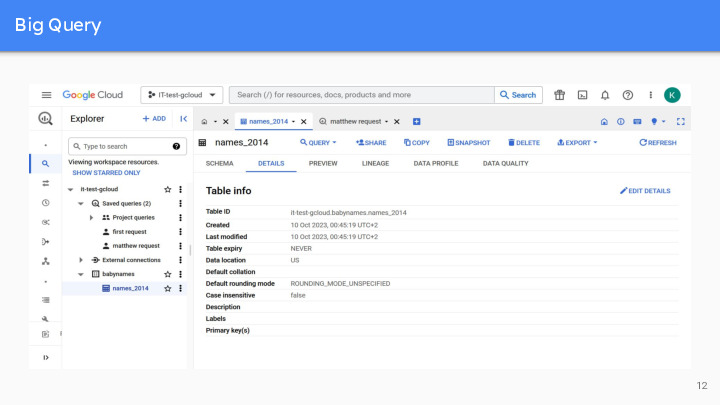 Big Query
Google Cloud
IT-test-gcloud
Search (/) for resources, docs, products and more
Search
K
Explorer
+ ADD
names_2014
matthew request
Type to search
Viewing workspace resources.
SHOW STARRED ONLY
it-test-gcloud
Saved queries (2)
Project queries
first request
matthew request
External connections
babynames
names_2014
names_2014
QUERY
SHARE
COPY
SNAPSHOT
DELETE
EXPORT
REFRESH
SCHEMA
DETAILS
PREVIEW
LINEAGE
DATA PROFILE
DATA QUALITY
Table info
EDIT DETAILS
Table ID it-test-gcloud.babynames.names_2014
Created 10 Oct 2023, 00:45:19 UTC+2
Last modified 10 Oct 2023, 00:45:19 UTC+2
Table expiry NEVER
Data location US
Default collation
Default rounding mode ROUNDING_MODE_UNSPECIFIED
Case insensitive false
Description
Labels
Primary key(s)
12